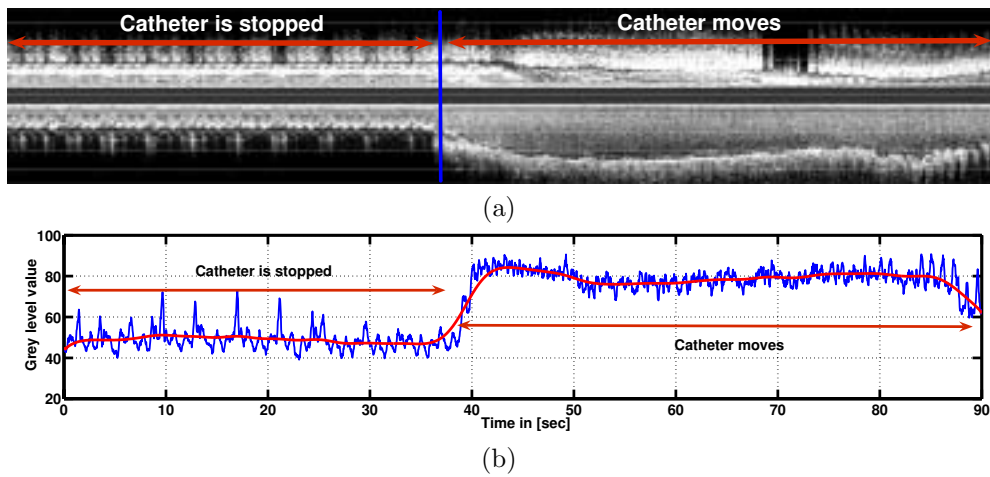 Catheter is stopped Catheter moves
(a)
100
80
60
40
20
Grey level value
Catheter is stopped
Catheter moves
0 10 20 30 40 50 60 70 80 90
Time in [sec]
(b)